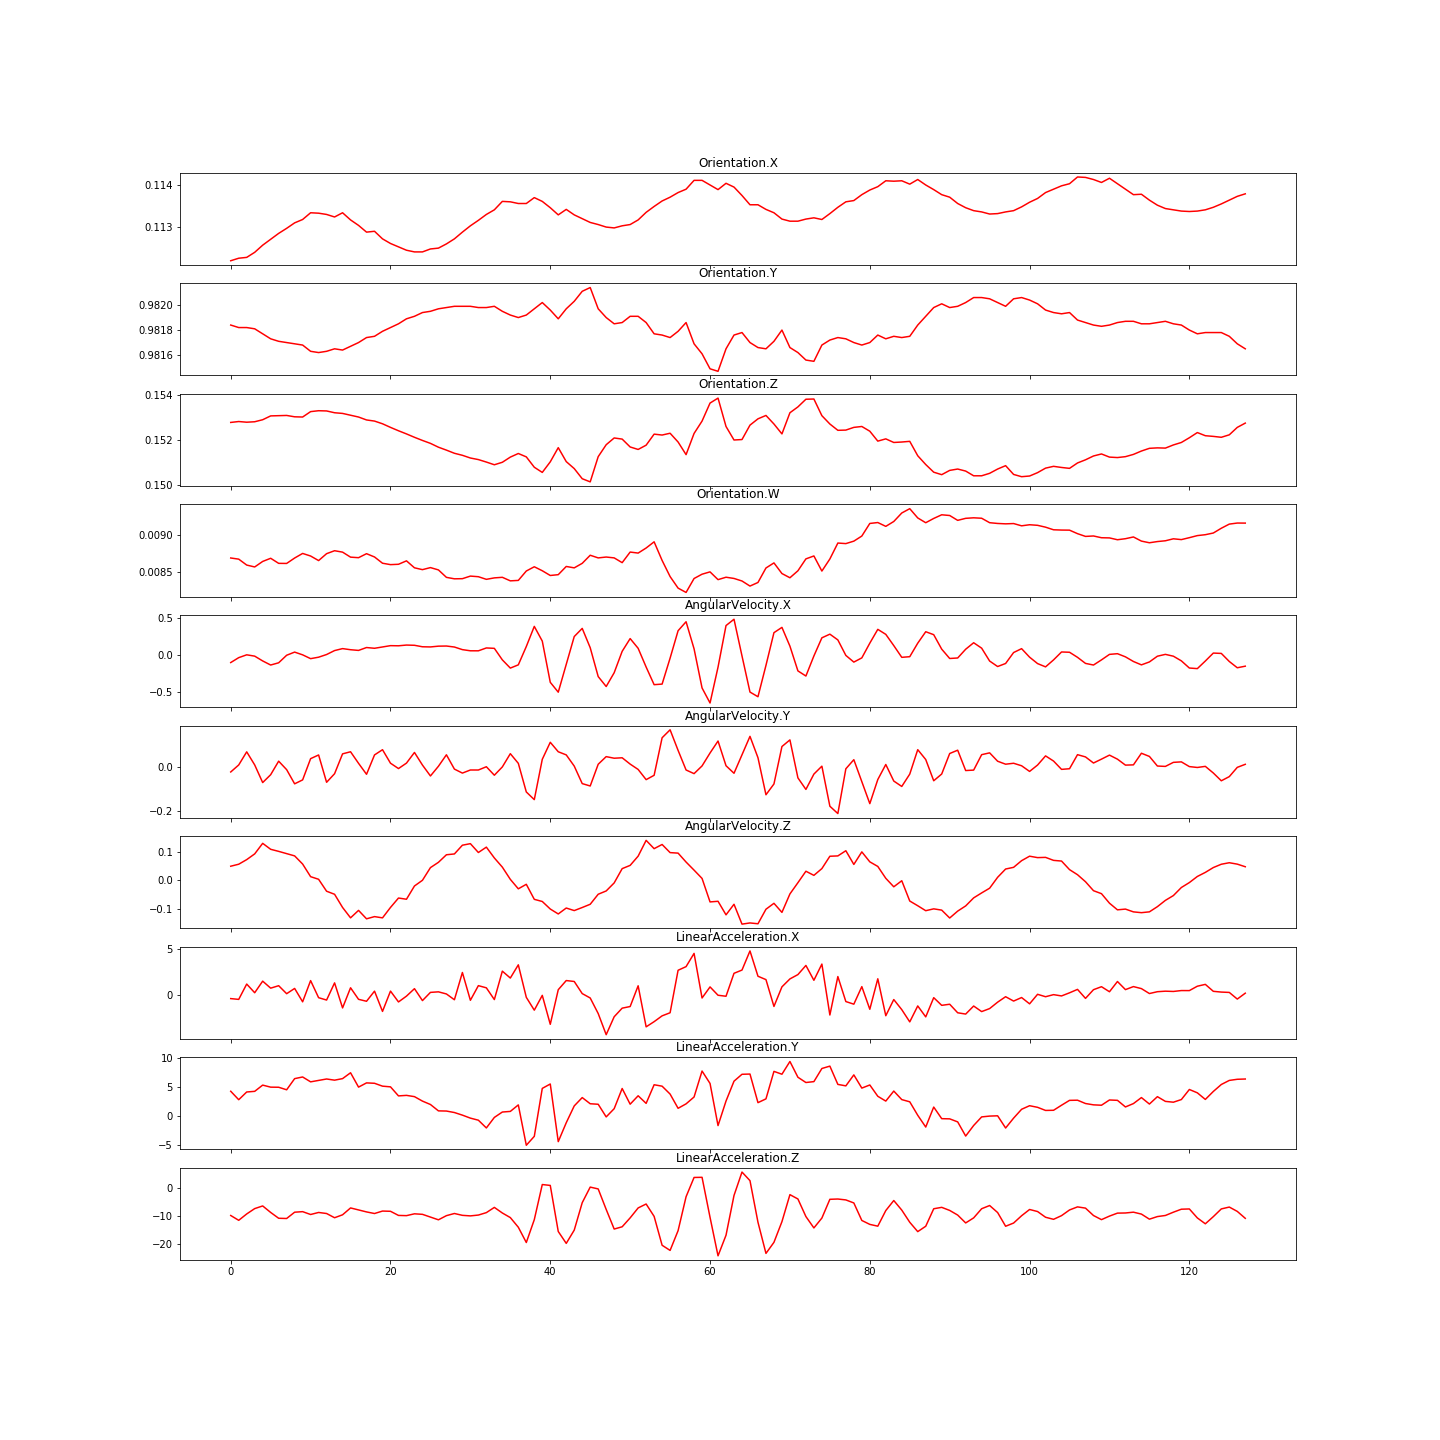 Orientation.X
0.114
0.113
Orientation.Y
0.9820
0.9818
0.9816
Orientation.Z
0.154
0.152
0.150
Orientation.W
0.0090
0.0085
AngularVelocity.X
0.5
0.0
−0.5
AngularVelocity.Y
0.0
−0.2
AngularVelocity.Z
0.1
0.0
−0.1
LinearAcceleration.X
5
0
LinearAcceleration.Y
10
5
0
−5
LinearAcceleration.Z
0
−10
−20
0 20 40 60 80 100 120